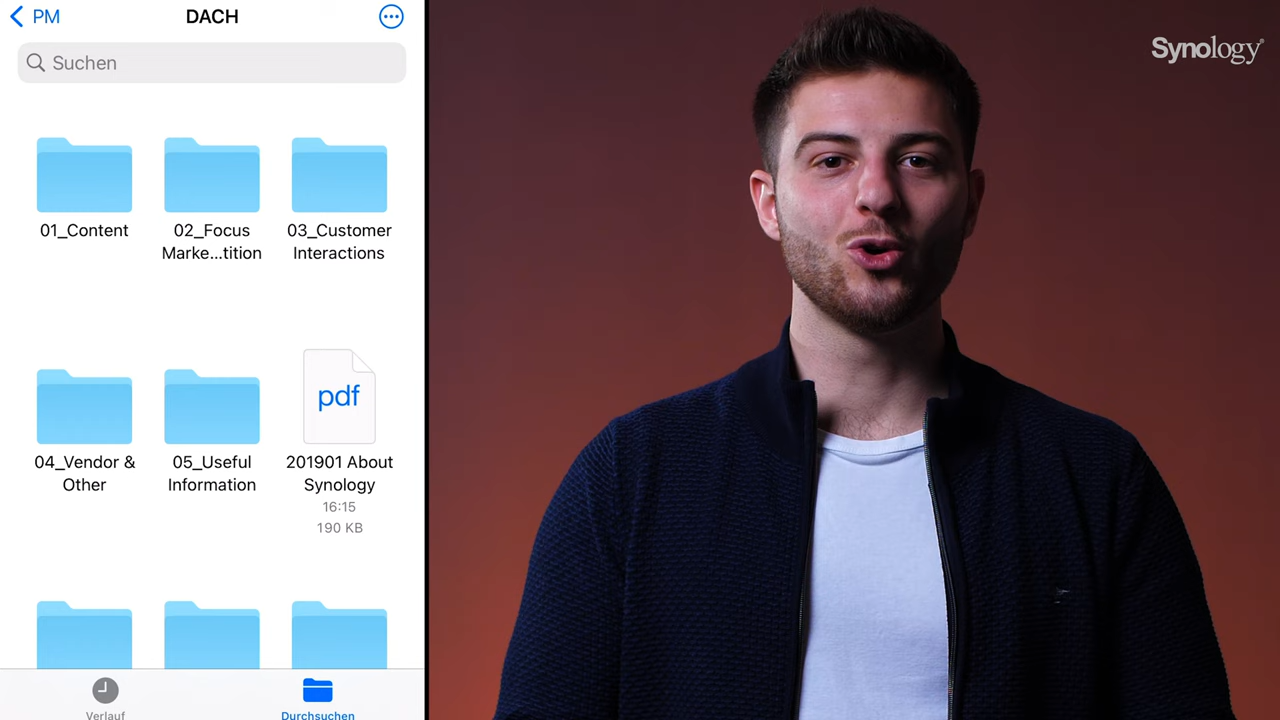 PM
DACH
Suchen
01_Content
02_Focus
Marke...tition
03_Customer
Interactions
04_Vendor &
Other
05_Useful
Information
pdf
201901 About
Synology
16:15
190 KB
Verlauf
Durchsuchen
Synology